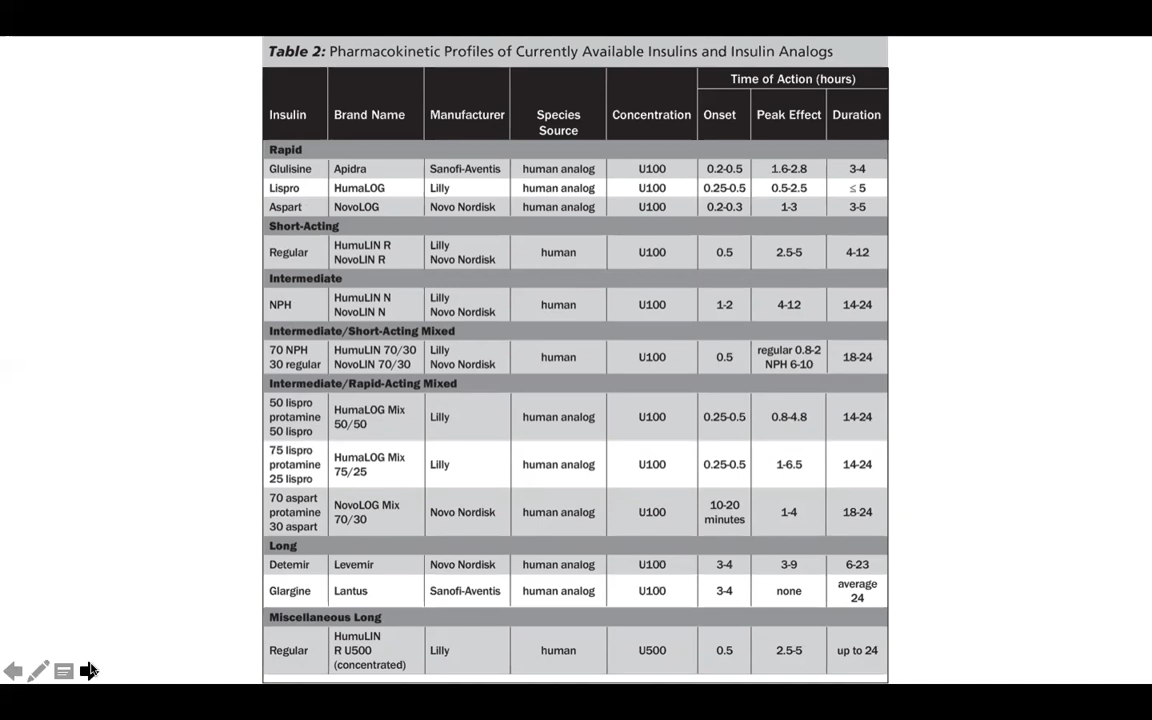 Table 2: Pharmacokinetic Profiles of Currently Available Insulins and Insulin Analogs
Time of Action (hours)
Insulin Brand Name Manufacturer Species Source Concentration Onset Peak Effect Duration
Rapid
Glulisine Apidra Sanofi-Aventis human analog U100 0.2-0.5 1.6-2.8 3-4
Lispro HumaLOG Lilly human analog U100 0.25-0.5 0.5-2.5 ≤ 5
Aspart NovoLOG Novo Nordisk human analog U100 0.2-0.3 1-3 3-5
Short-Acting
Regular HumuLIN R NovoLIN R Lilly Novo Nordisk human U100 0.5 2.5-5 4-12
Intermediate
NPH HumuLIN N NovoLIN N Lilly Novo Nordisk human U100 1-2 4-12 14-24
Intermediate/Short-Acting Mixed
70 NPH 30 regular HumuLIN 70/30 NovoLIN 70/30 Lilly Novo Nordisk human U100 0.5 regular 0.8-2 NPH 6-10 18-24
Intermediate/Rapid-Acting Mixed
50 lispro protamine 50 lispro HumaLOG Mix 50/50 Lilly human analog U100 0.25-0.5 0.8-4.8 14-24
75 lispro protamine 25 lispro HumaLOG Mix 75/25 Lilly human analog U100 0.25-0.5 1-6.5 14-24
70 aspart protamine 30 aspart NovoLOG Mix 70/30 Novo Nordisk human analog U100 10-20 minutes 1-4 18-24
Long
Detemir Levemir Novo Nordisk human analog U100 3-4 3-9 6-23
Glargine Lantus Sanofi-Aventis human analog U100 3-4 none average 24
Miscellaneous Long
Regular HumuLIN R U500 (concentrated) Lilly human U500 0.5 2.5-5 up to 24